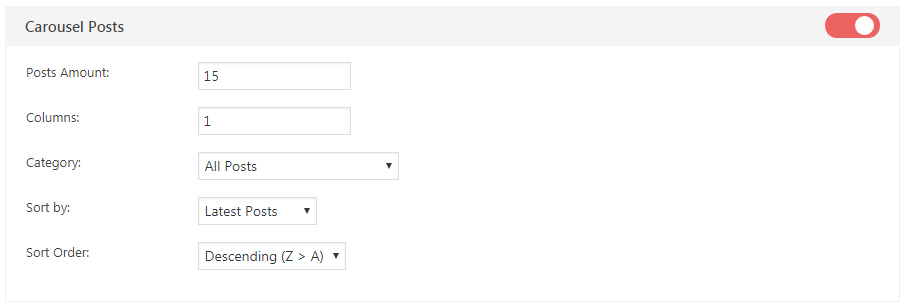 Carousel Posts
Posts Amount: 15
Columns: 1
Category: All Posts
Sort by: Latest Posts
Sort Order: Descending (Z > A)